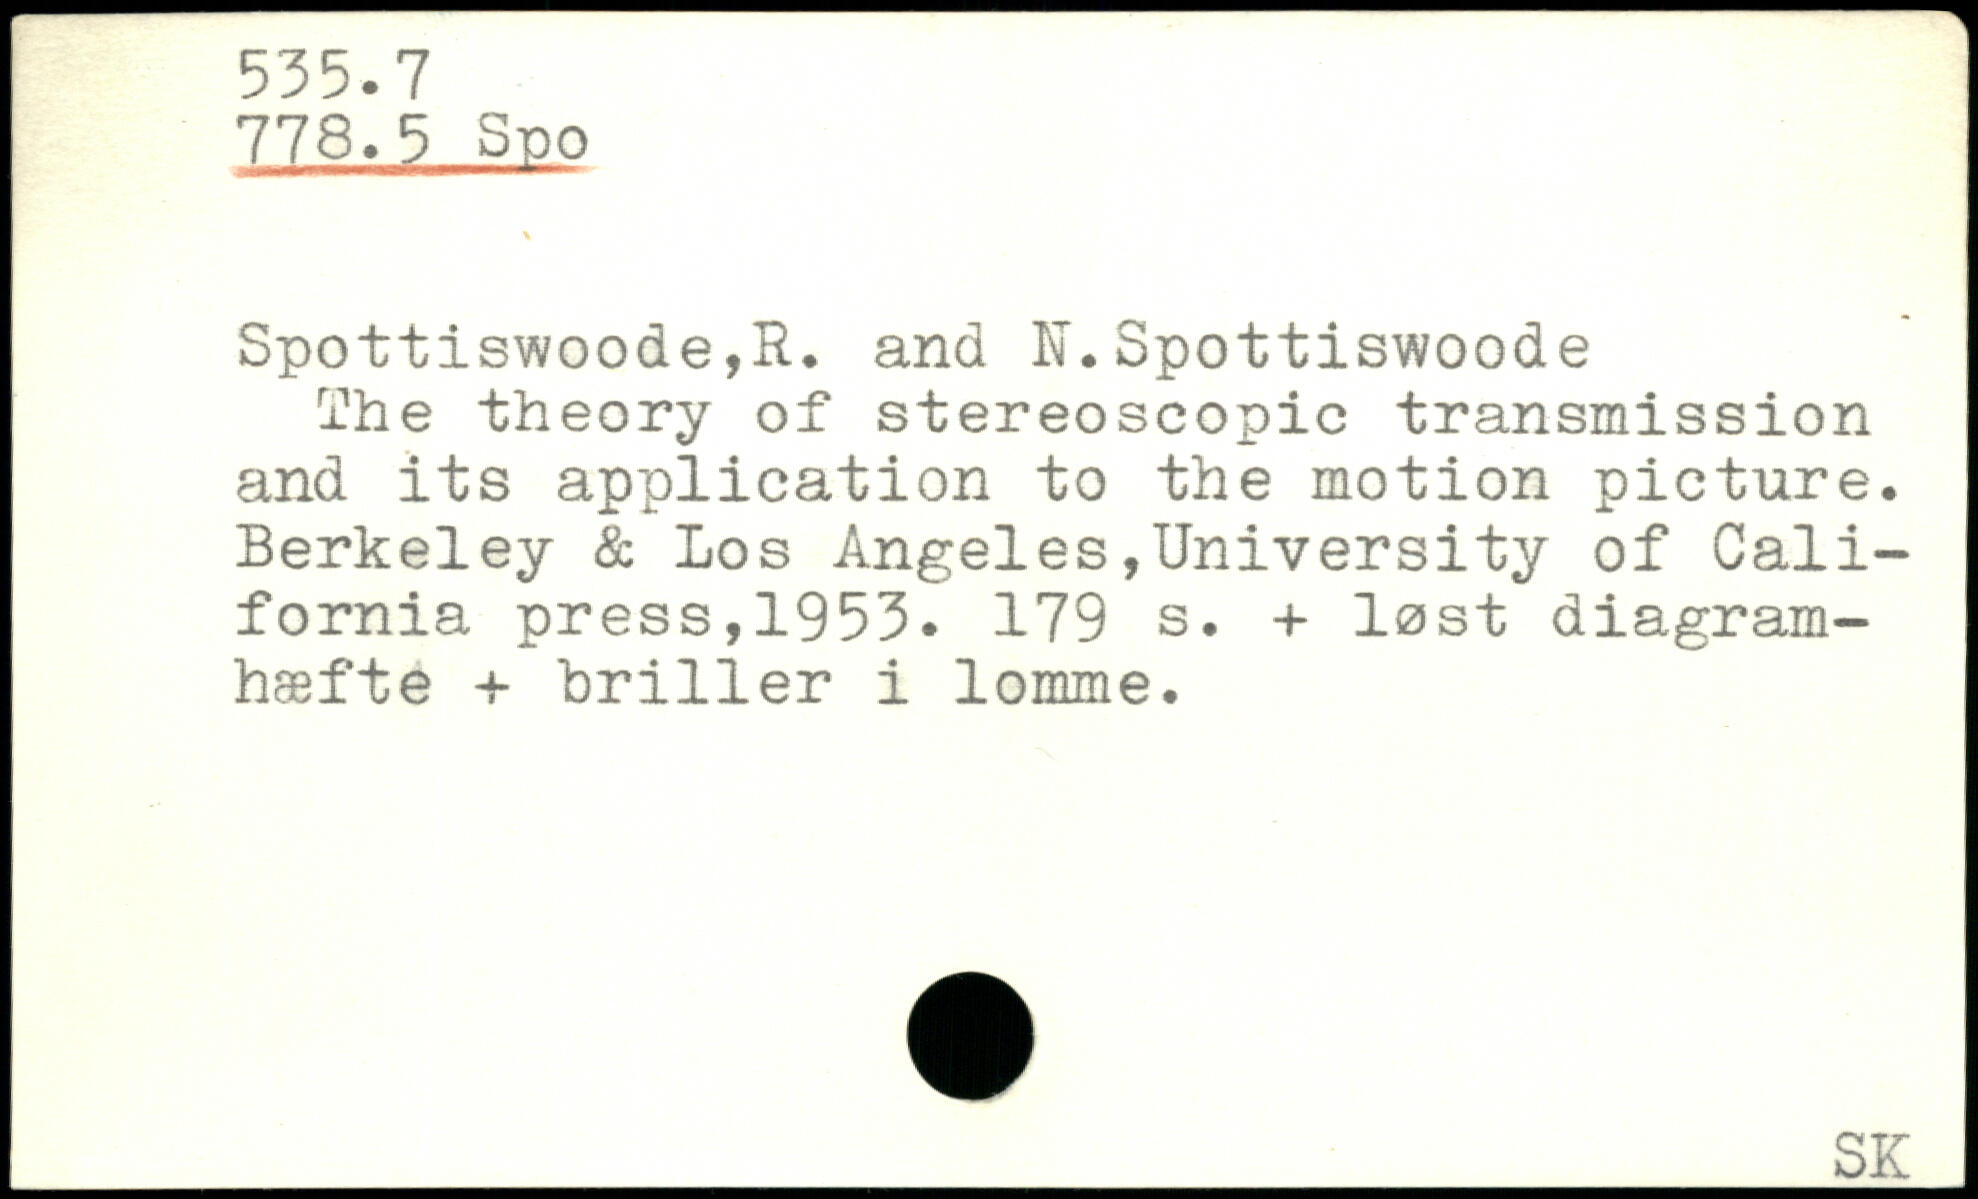 535.7
778.5 Spo
Spottiswoode,R. and N.Spottiswoode
The theory of stereoscopic transmission
and its application to the motion picture.
Berkeley & Los Angeles,University of Cali-
fornia press,1953. 179 s. + løst diagram-
hæfte + briller i lomme.
SK